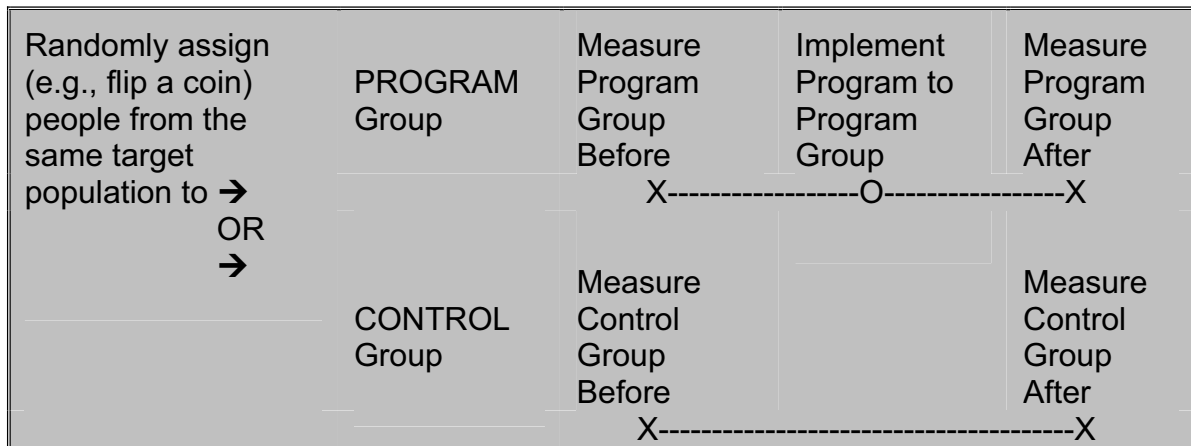 Randomly assign
(e.g., flip a coin)
people from the
same target
population to ➔
OR
➔
PROGRAM
Group
Measure
Program
Group
Before
Implement
Program to
Program
Group
Measure
Program
Group
After
X------------------O-----------------X
CONTROL
Group
Measure
Control
Group
Before
Measure
Control
Group
After
X---------------------------------------X